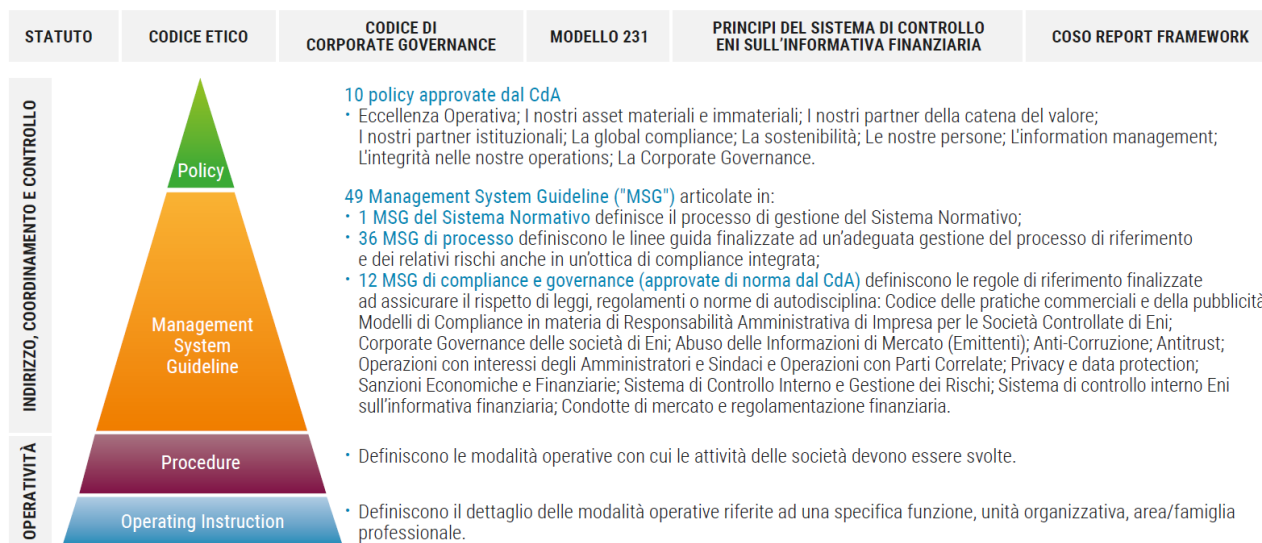 STATUTO
CODICE ETICO
CODICE DI
CORPORATE GOVERNANCE
MODELLO 231
PRINCIPI DEL SISTEMA DI CONTROLLO
ENI SULL'INFORMATIVA FINANZIARIA
COSO REPORT FRAMEWORK
INDIRIZZO, COORDINAMENTO E CONTROLLO
Policy
10 policy approvate dal CdA
· Eccellenza Operativa; I nostri asset materiali e immateriali; I nostri partner della catena del valore;
I nostri partner istituzionali; La global compliance; La sostenibilità; Le nostre persone; L'information management;
L'integrità nelle nostre operations; La Corporate Governance.
Management
System
Guideline
49 Management System Guideline ("MSG") articolate in:
· 1 MSG del Sistema Normativo definisce il processo di gestione del Sistema Normativo;
· 36 MSG di processo definiscono le linee guida finalizzate ad un'adeguata gestione del processo di riferimento
e dei relativi rischi anche in un'ottica di compliance integrata;
· 12 MSG di compliance e governance (approvate di norma dal CdA) definiscono le regole di riferimento finalizzate
ad assicurare il rispetto di leggi, regolamenti o norme di autodisciplina: Codice delle pratiche commerciali e della pubblicità
Modelli di Compliance in materia di Responsabilità Amministrativa di Impresa per le Società Controllate di Eni;
Corporate Governance delle società di Eni; Abuso delle Informazioni di Mercato (Emittenti); Anti-Corruzione; Antitrust;
Operazioni con interessi degli Amministratori e Sindaci e Operazioni con Parti Correlate; Privacy e data protection;
Sanzioni Economiche e Finanziarie; Sistema di Controllo Interno e Gestione dei Rischi; Sistema di controllo interno Eni
sull'informativa finanziaria; Condotte di mercato e regolamentazione finanziaria.
OPERATIVITÀ
Procedure
· Definiscono le modalità operative con cui le attività delle società devono essere svolte.
Operating Instruction
· Definiscono il dettaglio delle modalità operative riferite ad una specifica funzione, unità organizzativa, area/famiglia
professionale.